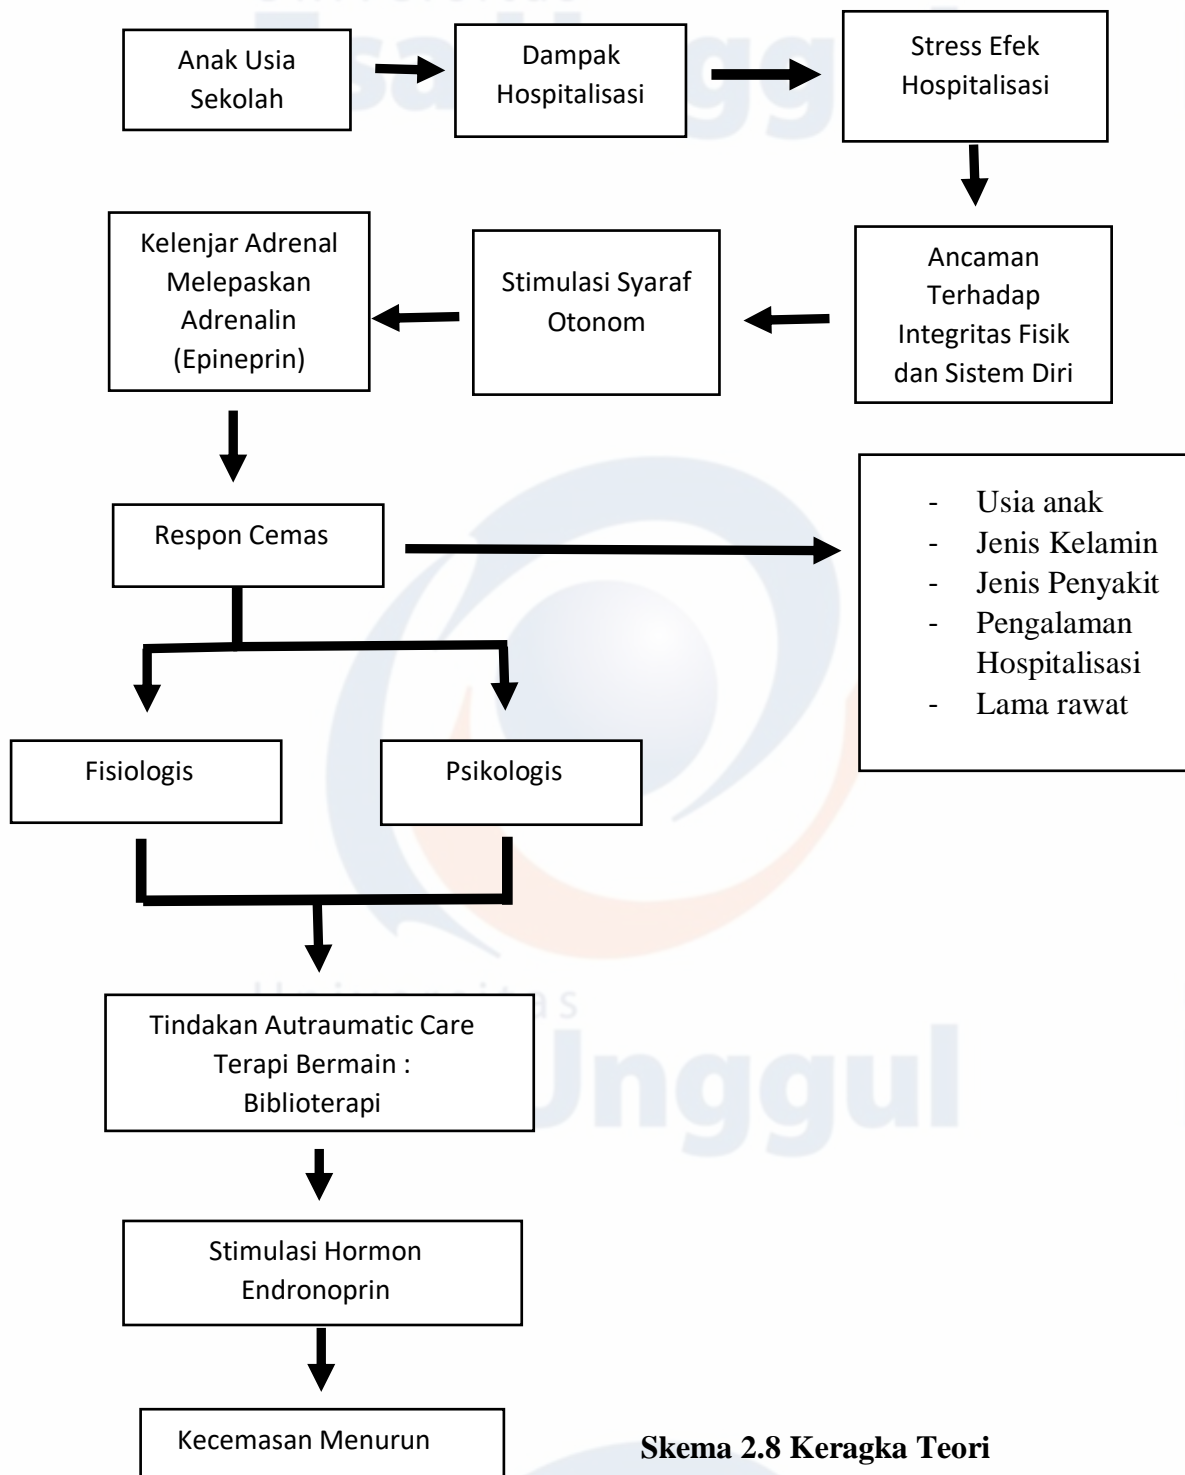 Anak Usia
Sekolah
Dampak
Hospitalisasi
Stress Efek
Hospitalisasi
Ancaman
Terhadap
Integritas Fisik
dan Sistem Diri
Stimulasi Syaraf
Otonom
Kelenjar Adrenal
Melepaskan
Adrenalin
(Epineprin)
Respon Cemas
- Usia anak
- Jenis Kelamin
- Jenis Penyakit
- Pengalaman
Hospitalisasi
- Lama rawat
Fisiologis
Psikologis
Tindakan Autraumatic Care
Terapi Bermain :
Biblioterapi
Stimulasi Hormon
Endronoprin
Kecemasan Menurun
Skema 2.8 Keragka Teori
Universitas
Unggul